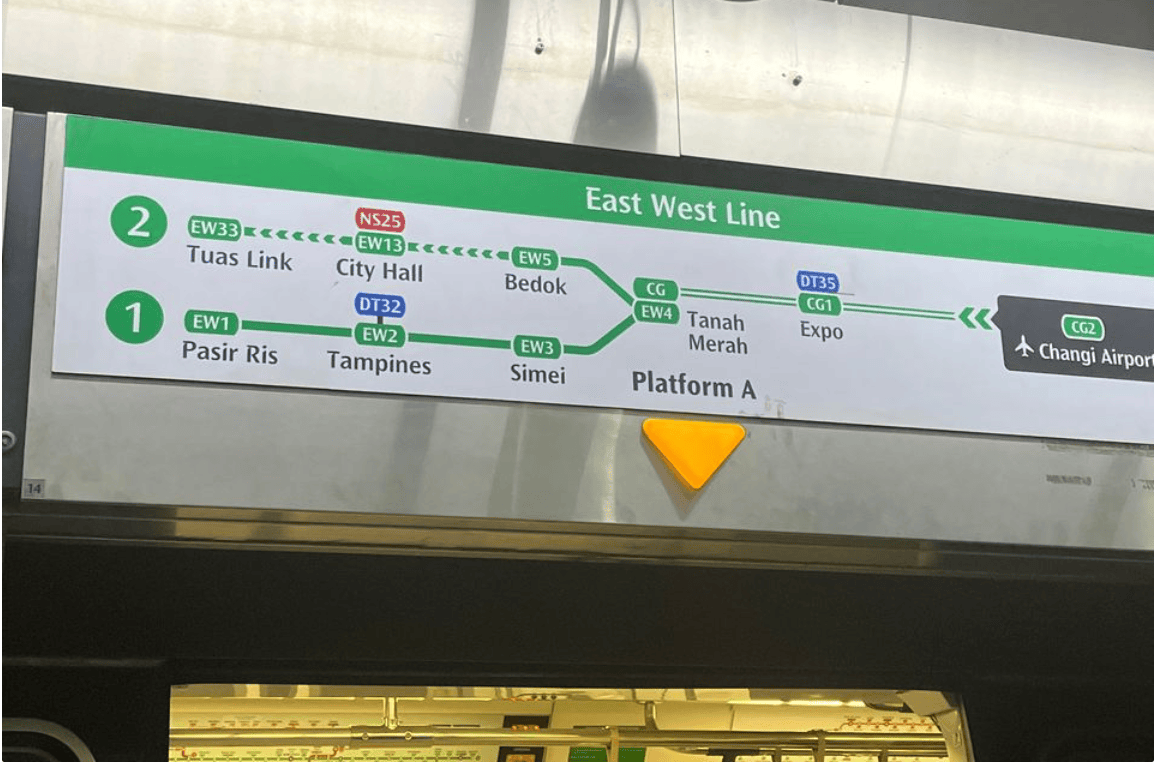 East West Line
2
EW33
Tuas Link
NS25
EW13
City Hall
EW5
Bedok
1
EW1
Pasir Ris
DT32
EW2
Tampines
EW3
Simei
CG
EW4
Tanah
Merah
DT35
CG1
Expo
CG2
Changi Airport
Platform A
14